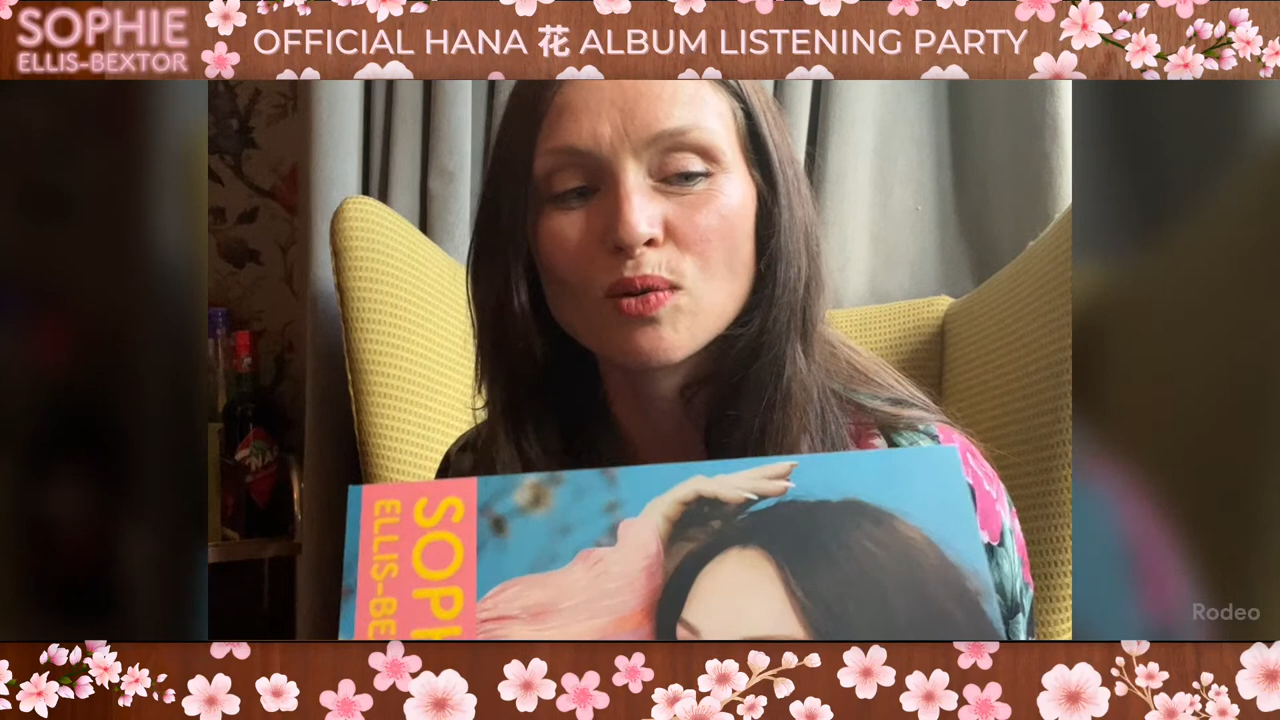 SOPHIE
ELLIS-BEXTOR
OFFICIAL HANA 花 ALBUM LISTENING PARTY
SOPH
ELLIS-BE
Rodeo